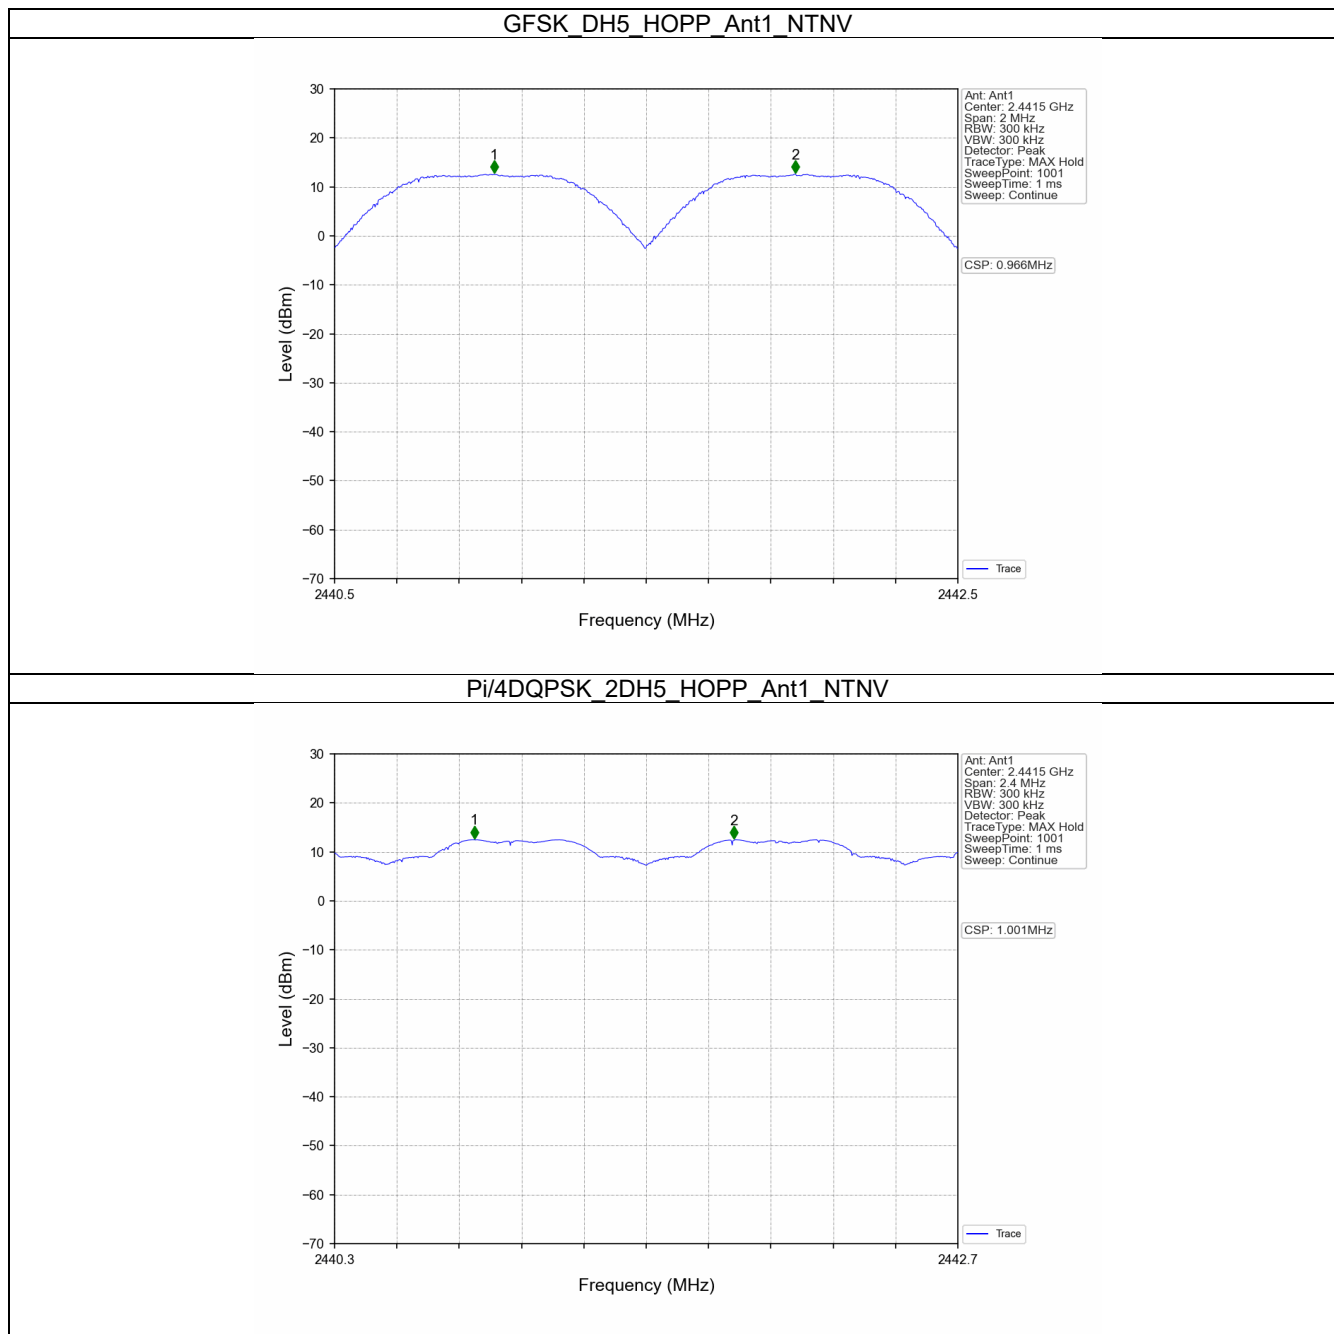 GFSK_DH5_HOPP_Ant1_NTNV
30
20
10
0
−10
−20
−30
−40
−50
−60
−70
Level (dBm)
1
2
2440.5
2442.5
Frequency (MHz)
Ant: Ant1
Center: 2.4415 GHz
Span: 2 MHz
RBW: 300 kHz
VBW: 300 kHz
Detector: Peak
TraceType: MAX Hold
SweepPoint: 1001
SweepTime: 1 ms
Sweep: Continue
CSP: 0.966MHz
Trace
Pi/4DQPSK_2DH5_HOPP_Ant1_NTNV
30
20
10
0
−10
−20
−30
−40
−50
−60
−70
Level (dBm)
1
2
2440.3
2442.7
Frequency (MHz)
Ant: Ant1
Center: 2.4415 GHz
Span: 2.4 MHz
RBW: 300 kHz
VBW: 300 kHz
Detector: Peak
TraceType: MAX Hold
SweepPoint: 1001
SweepTime: 1 ms
Sweep: Continue
CSP: 1.001MHz
Trace